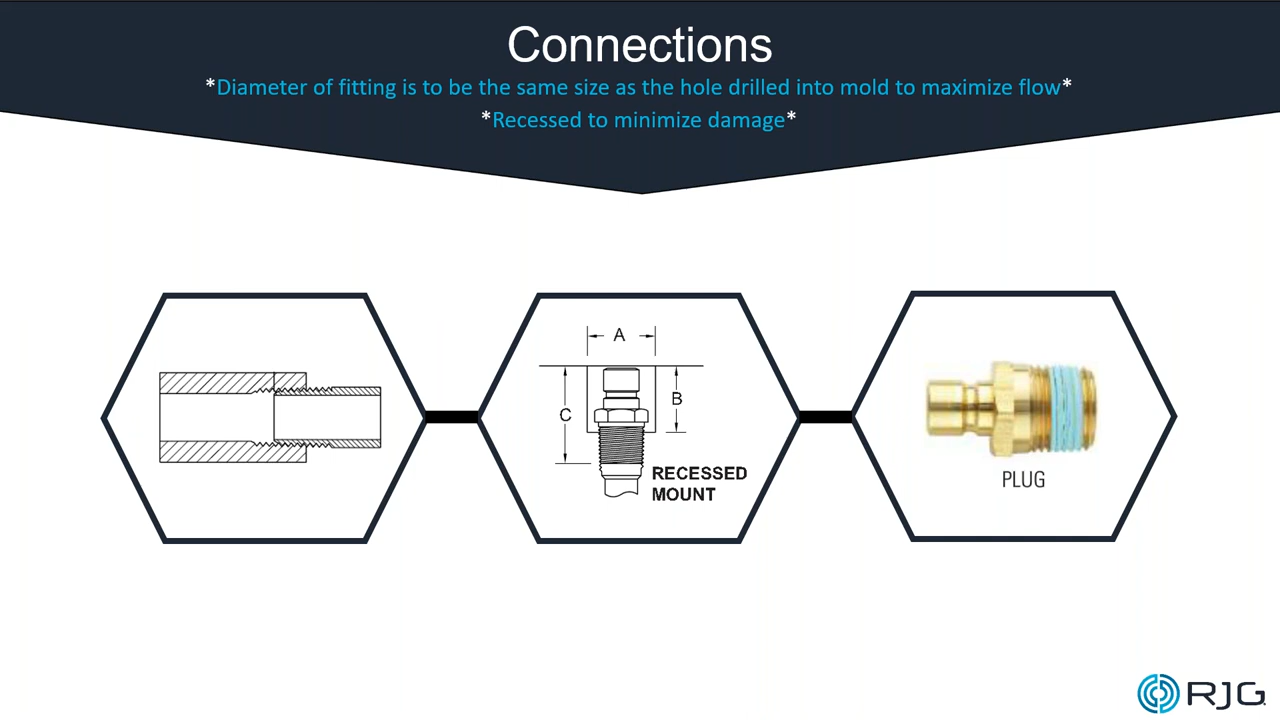 Connections
*Diameter of fitting is to be the same size as the hole drilled into mold to maximize flow*
*Recessed to minimize damage*
A
B
C
RECESSED
MOUNT
PLUG
RJG